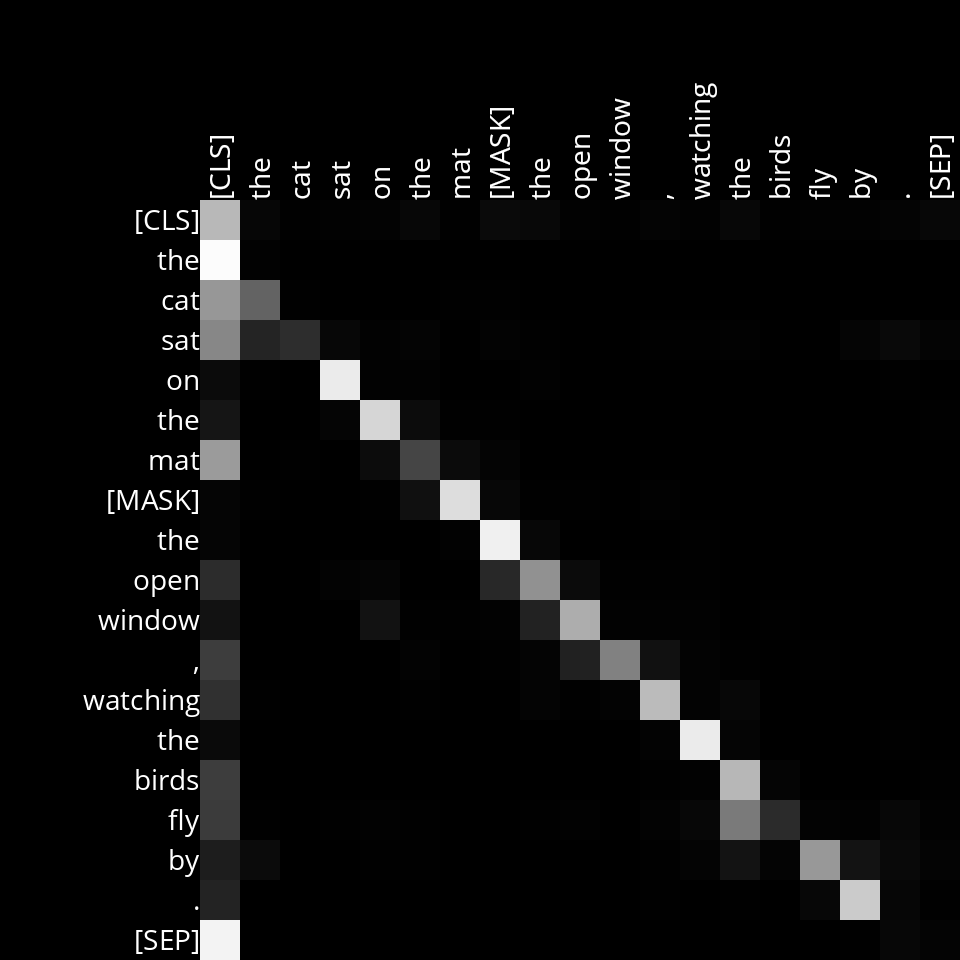 [CLS] the cat sat on the mat [MASK] the open window , watching the birds fly by . [SEP]
[CLS]
the
cat
sat
on
the
mat
[MASK]
the
open
window
,
watching
the
birds
fly
by
.
[SEP]